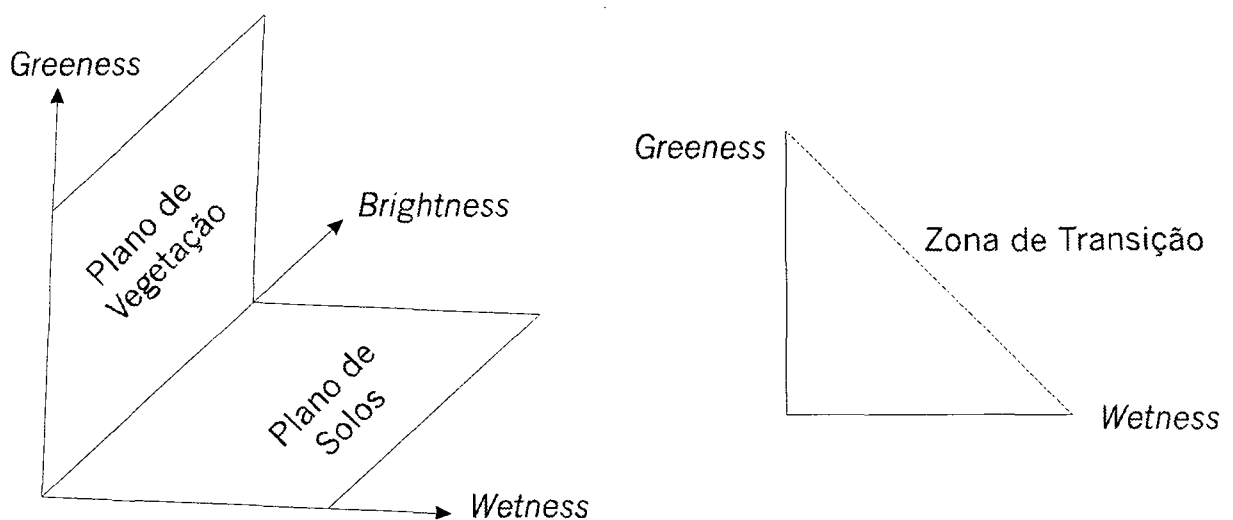 Greeness
Plano de
Vegetação
Brightness
Plano de
Solos
Wetness
Greeness
Zona de Transição
Wetness